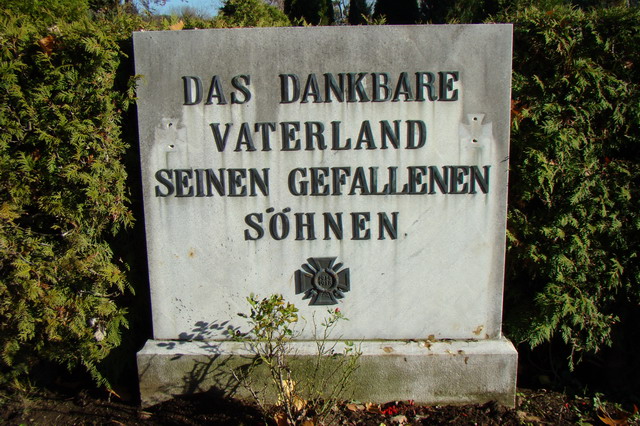 DAS DANKBARE
VATERLAND
SEINEN GEFALLENEN
SÖHNEN.